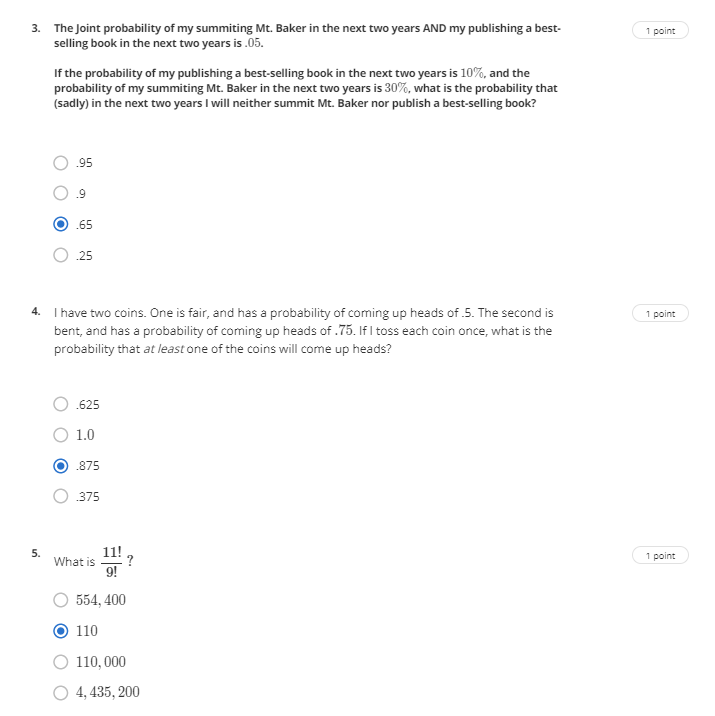 3. The Joint probability of my summiting Mt. Baker in the next two years AND my publishing a best-
selling book in the next two years is .05.
1 point
If the probability of my publishing a best-selling book in the next two years is 10%, and the
probability of my summiting Mt. Baker in the next two years is 30%, what is the probability that
(sadly) in the next two years I will neither summit Mt. Baker nor publish a best-selling book?
.95
.9
.65
.25
4. I have two coins. One is fair, and has a probability of coming up heads of .5. The second is
bent, and has a probability of coming up heads of .75. If I toss each coin once, what is the
probability that at least one of the coins will come up heads?
1 point
.625
1.0
.875
.375
5. What is 11!/9! ?
1 point
554, 400
110
110, 000
4, 435, 200